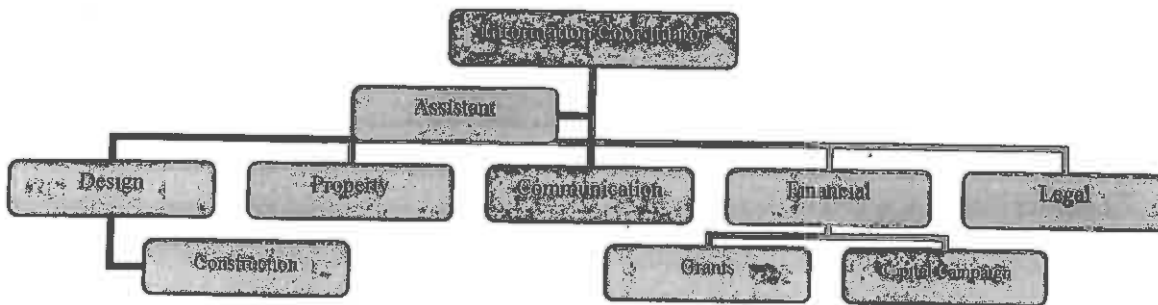 Information Coordinator
Assistant
Design
Property
Communication
Financial
Legal
Construction
Grants
Capital Campaign